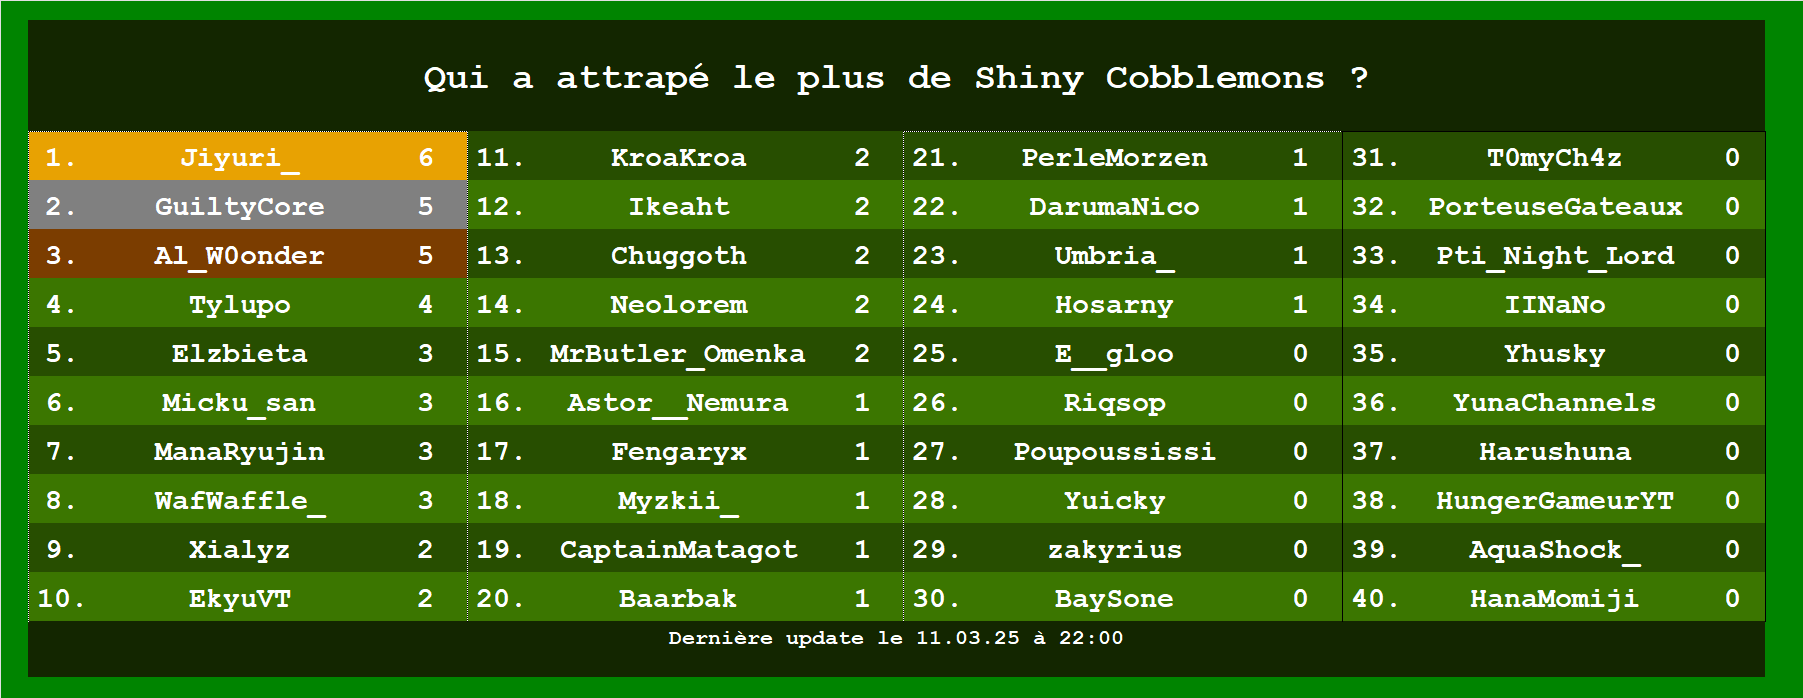 Qui a attrapé le plus de Shiny Cobblemons ?
1. Jiyuri_ 6
2. GuiltyCore 5
3. Al_W0onder 5
4. Tylupo 4
5. Elzbieta 3
6. Micku_san 3
7. ManaRyujin 3
8. WafWaffle_ 3
9. Xialyz 2
10. EkyuVT 2
11. KroaKroa 2
12. Ikeaht 2
13. Chuggoth 2
14. Neolorem 2
15. MrButler_Omenka 2
16. Astor__Nemura 1
17. Fengaryx 1
18. Myzkii_ 1
19. CaptainMatagot 1
20. Baarbak 1
21. PerleMorzen 1
22. DarumaNico 1
23. Umbria_ 1
24. Hosarny 1
25. E__gloo 0
26. Riqsop 0
27. Poupoussissi 0
28. Yuicky 0
29. zakyrius 0
30. BaySone 0
31. T0myCh4z 0
32. PorteuseGateaux 0
33. Pti_Night_Lord 0
34. IINaNo 0
35. Yhusky 0
36. YunaChannels 0
37. Harushuna 0
38. HungerGameurYT 0
39. AquaShock_ 0
40. HanaMomiji 0
Dernière update le 11.03.25 à 22:00